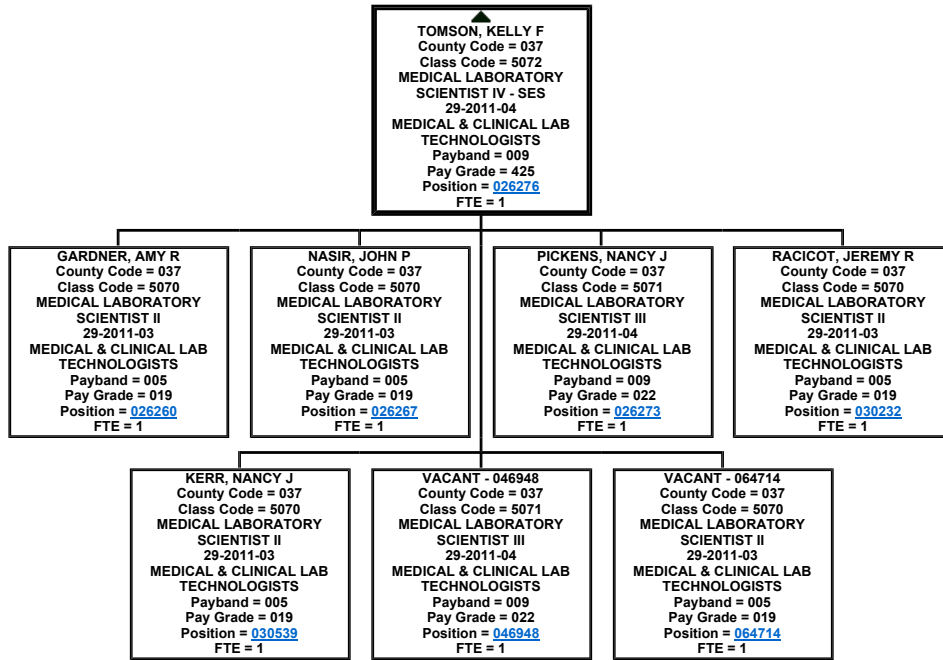 TOMSON, KELLY F
County Code = 037
Class Code = 5072
MEDICAL LABORATORY
SCIENTIST IV - SES
29-2011-04
MEDICAL & CLINICAL LAB
TECHNOLOGISTS
Payband = 009
Pay Grade = 425
Position = 026276
FTE = 1
GARDNER, AMY R
County Code = 037
Class Code = 5070
MEDICAL LABORATORY
SCIENTIST II
29-2011-03
MEDICAL & CLINICAL LAB
TECHNOLOGISTS
Payband = 005
Pay Grade = 019
Position = 026260
FTE = 1
NASIR, JOHN P
County Code = 037
Class Code = 5070
MEDICAL LABORATORY
SCIENTIST II
29-2011-03
MEDICAL & CLINICAL LAB
TECHNOLOGISTS
Payband = 005
Pay Grade = 019
Position = 026267
FTE = 1
PICKENS, NANCY J
County Code = 037
Class Code = 5071
MEDICAL LABORATORY
SCIENTIST III
29-2011-04
MEDICAL & CLINICAL LAB
TECHNOLOGISTS
Payband = 009
Pay Grade = 022
Position = 026273
FTE = 1
RACICOT, JEREMY R
County Code = 037
Class Code = 5070
MEDICAL LABORATORY
SCIENTIST II
29-2011-03
MEDICAL & CLINICAL LAB
TECHNOLOGISTS
Payband = 005
Pay Grade = 019
Position = 030232
FTE = 1
KERR, NANCY J
County Code = 037
Class Code = 5070
MEDICAL LABORATORY
SCIENTIST II
29-2011-03
MEDICAL & CLINICAL LAB
TECHNOLOGISTS
Payband = 005
Pay Grade = 019
Position = 030539
FTE = 1
VACANT - 046948
County Code = 037
Class Code = 5071
MEDICAL LABORATORY
SCIENTIST III
29-2011-04
MEDICAL & CLINICAL LAB
TECHNOLOGISTS
Payband = 009
Pay Grade = 022
Position = 046948
FTE = 1
VACANT - 064714
County Code = 037
Class Code = 5070
MEDICAL LABORATORY
SCIENTIST II
29-2011-03
MEDICAL & CLINICAL LAB
TECHNOLOGISTS
Payband = 005
Pay Grade = 019
Position = 064714
FTE = 1